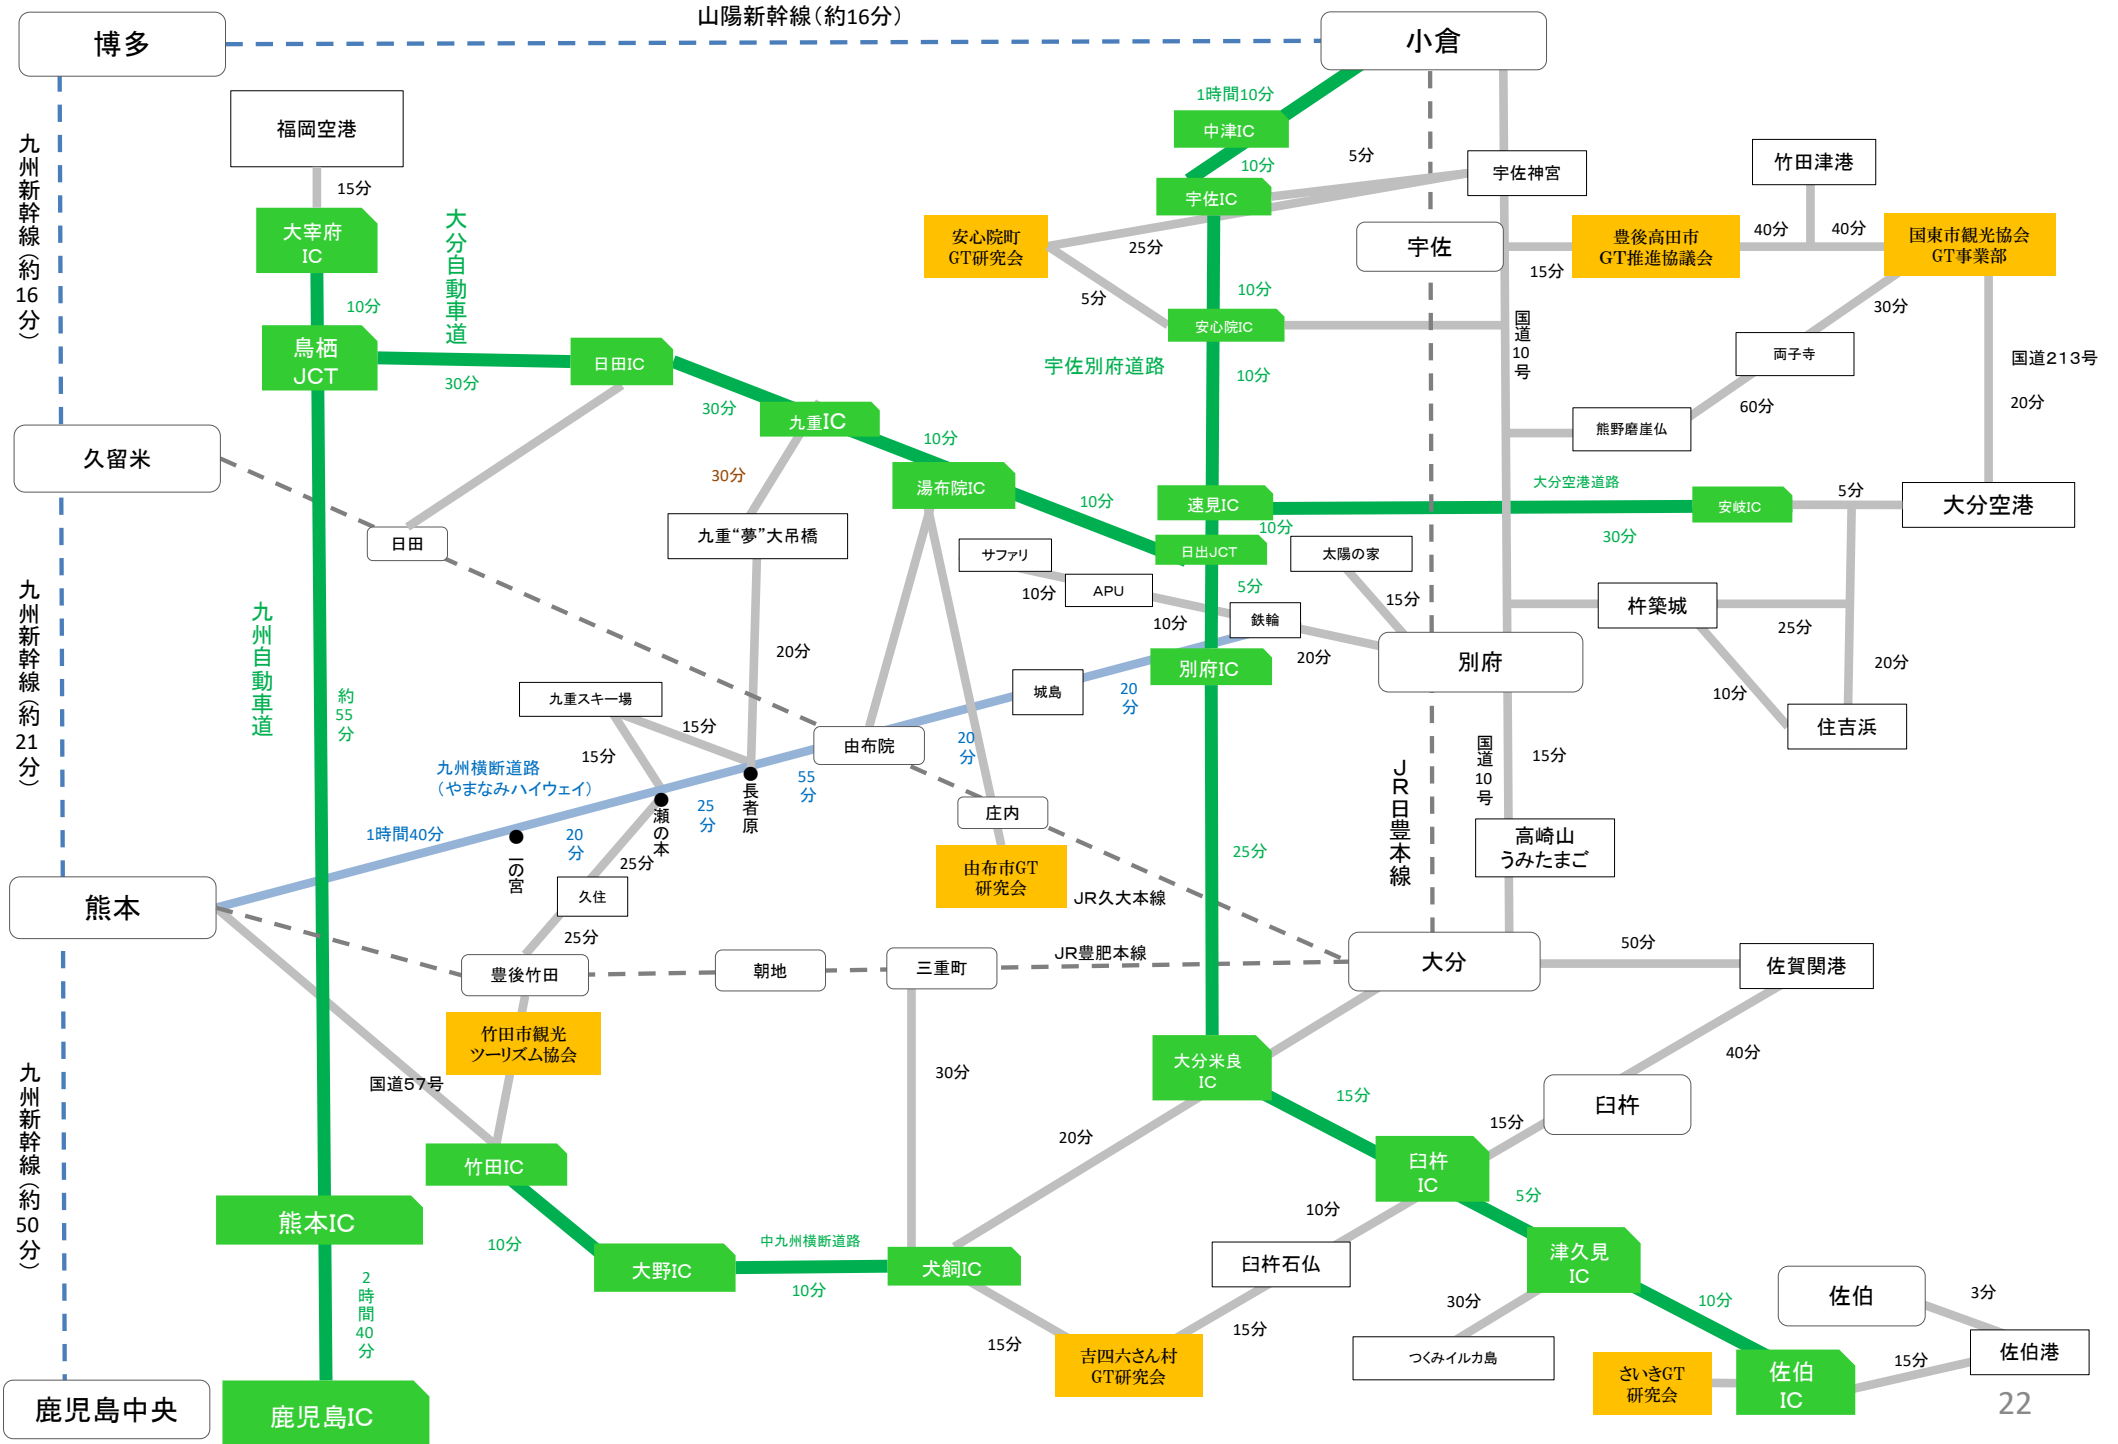 山陽新幹線(約16分)
博多
小倉
九州新幹線(約16分)
福岡空港
15分
大宰府
IC
10分
大分自動車道
鳥栖
JCT
30分
日田IC
30分
九重IC
10分
湯布院IC
10分
1時間10分
中津IC
10分
5分
宇佐IC
宇佐神宮
竹田津港
安心院町
GT研究会
25分
5分
10分
安心院IC
宇佐別府道路
10分
宇佐
15分
豊後高田市
GT推進協議会
40分
40分
国東市観光協会
GT事業部
国道10号
30分
両子寺
60分
熊野磨崖仏
国道213号
20分
速見IC
10分
大分空港道路
30分
安岐IC
5分
大分空港
日出JCT
5分
久留米
日田
30分
九重“夢”大吊橋
20分
サファリ
10分
APU
10分
鉄輪
20分
太陽の家
15分
別府
杵築城
25分
20分
10分
住吉浜
九州新幹線(約21分)
九州自動車道
約55分
別府IC
城島
20分
20分
由布院
九重スキー場
15分
15分
九州横断道路
(やまなみハイウェイ)
1時間40分
一の宮
20分
瀬の本
25分
長者原
55分
25分
久住
25分
庄内
由布市GT
研究会
JR久大本線
25分
JR日豊本線
国道10号
15分
高崎山
うみたまご
熊本
豊後竹田
朝地
三重町
JR豊肥本線
大分
50分
佐賀関港
40分
臼杵
15分
竹田市観光
ツーリズム協会
国道57号
30分
大分米良
IC
15分
20分
竹田IC
10分
大野IC
中九州横断道路
10分
犬飼IC
臼杵
IC
5分
10分
臼杵石仏
15分
15分
吉四六さん村
GT研究会
津久見
IC
10分
30分
つくみイルカ島
佐伯
3分
佐伯港
15分
さいきGT
研究会
佐伯
IC
九州新幹線(約50分)
熊本IC
2時間40分
鹿児島中央
鹿児島IC
22